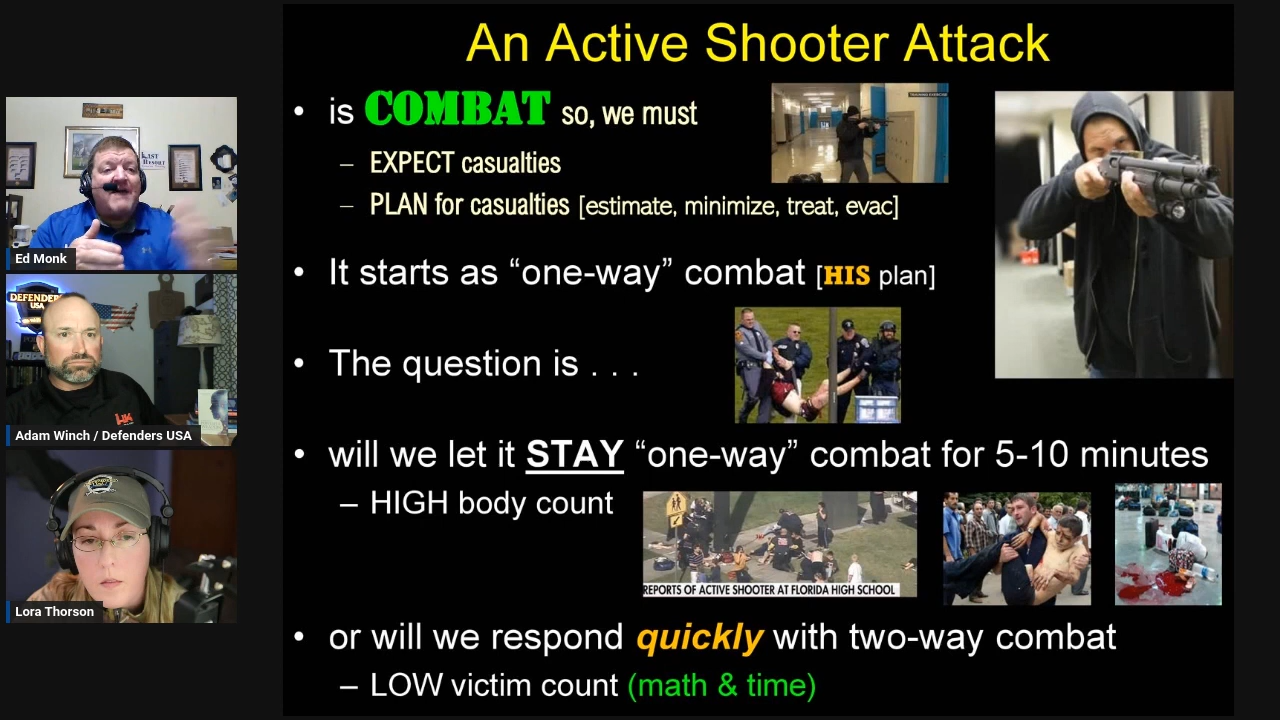 An Active Shooter Attack
• is COMBAT so, we must
– EXPECT casualties
– PLAN for casualties [estimate, minimize, treat, evac]
• It starts as “one-way” combat [HIS plan]
• The question is . . .
• will we let it STAY “one-way” combat for 5-10 minutes
– HIGH body count
REPORTS OF ACTIVE SHOOTER AT FLORIDA HIGH SCHOOL
• or will we respond quickly with two-way combat
– LOW victim count (math & time)
Ed Monk
DEFENDERS
USA
HK
Adam Winch / Defenders USA
Lora Thorson